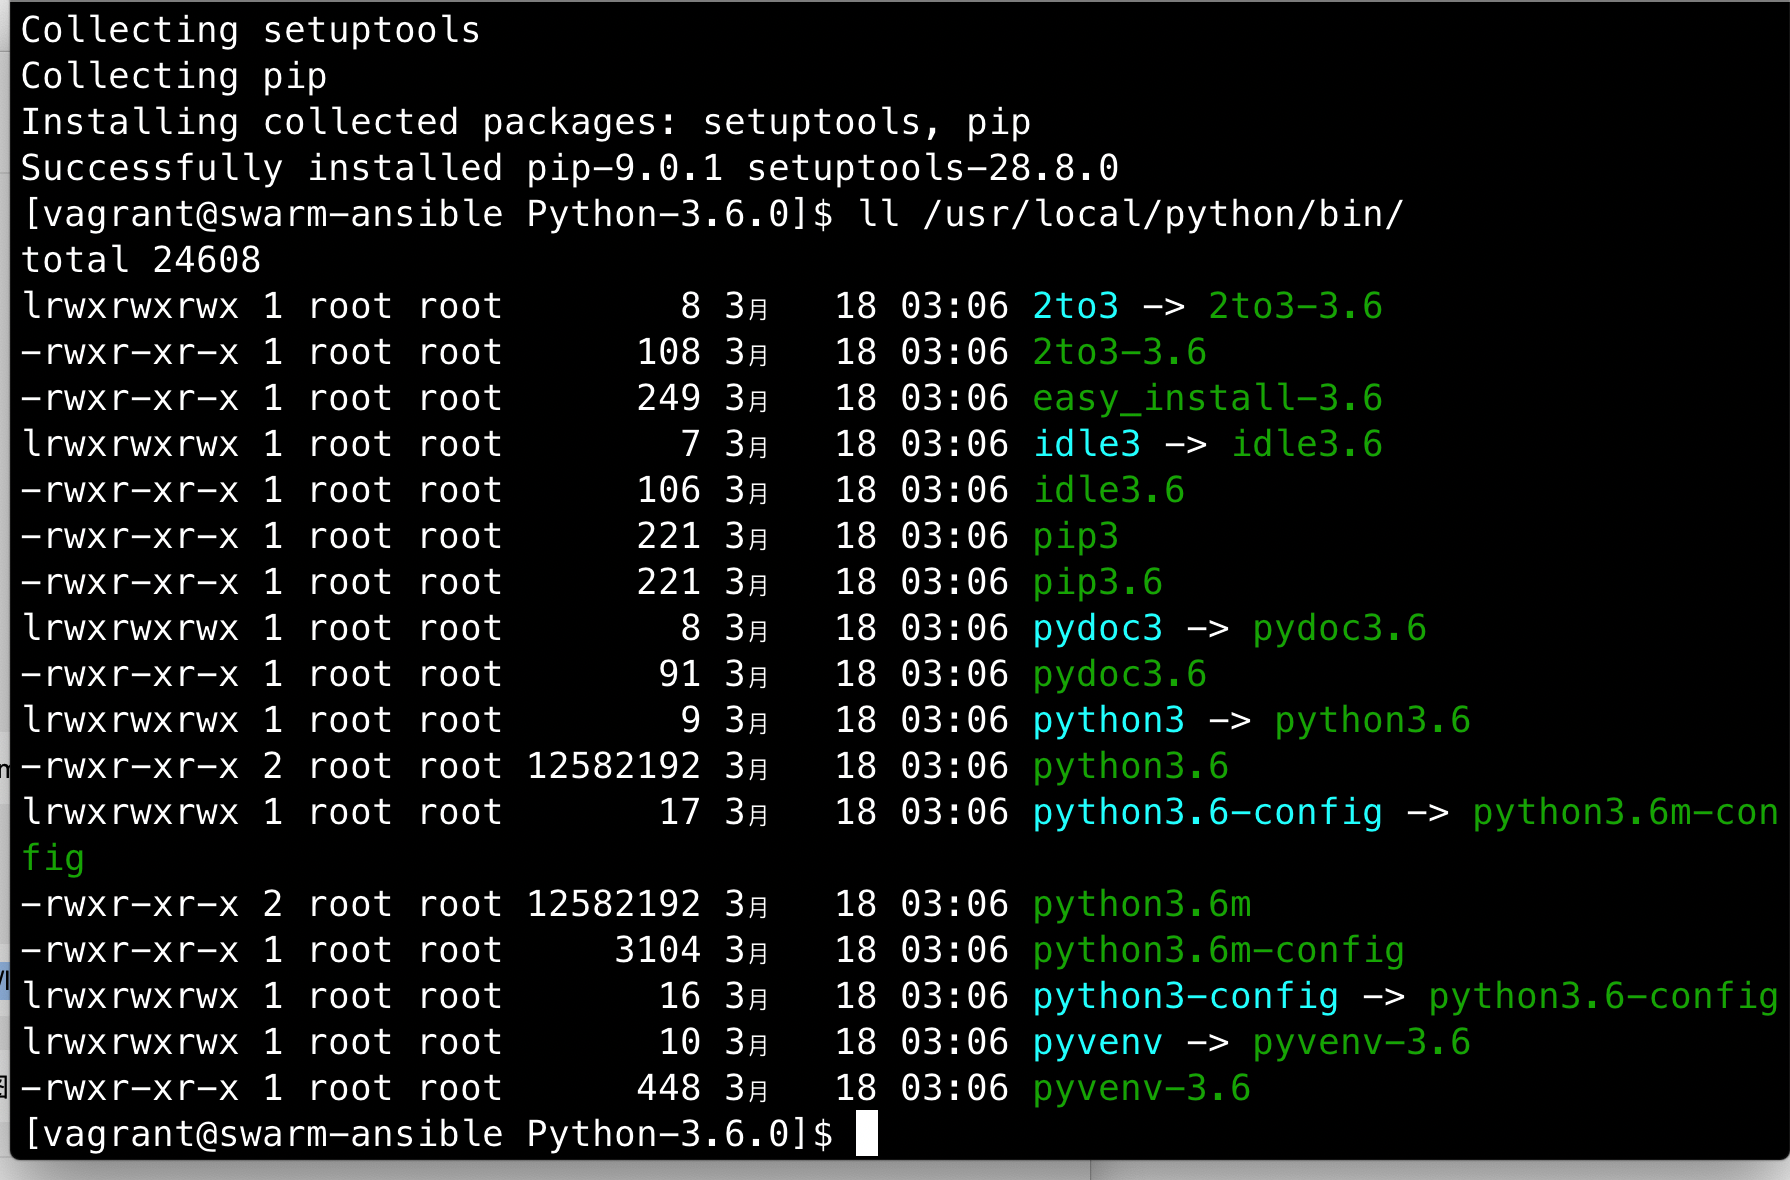 Collecting setuptools
Collecting pip
Installing collected packages: setuptools, pip
Successfully installed pip-9.0.1 setuptools-28.8.0
[vagrant@swarm-ansible Python-3.6.0]$ ll /usr/local/python/bin/
total 24608
lrwxrwxrwx 1 root root        8 3月   18 03:06 2to3 -> 2to3-3.6
-rwxr-xr-x 1 root root      108 3月   18 03:06 2to3-3.6
-rwxr-xr-x 1 root root      249 3月   18 03:06 easy_install-3.6
lrwxrwxrwx 1 root root        7 3月   18 03:06 idle3 -> idle3.6
-rwxr-xr-x 1 root root      106 3月   18 03:06 idle3.6
-rwxr-xr-x 1 root root      221 3月   18 03:06 pip3
-rwxr-xr-x 1 root root      221 3月   18 03:06 pip3.6
lrwxrwxrwx 1 root root        8 3月   18 03:06 pydoc3 -> pydoc3.6
-rwxr-xr-x 1 root root       91 3月   18 03:06 pydoc3.6
lrwxrwxrwx 1 root root        9 3月   18 03:06 python3 -> python3.6
-rwxr-xr-x 2 root root 12582192 3月   18 03:06 python3.6
lrwxrwxrwx 1 root root       17 3月   18 03:06 python3.6-config -> python3.6m-con
fig
-rwxr-xr-x 2 root root 12582192 3月   18 03:06 python3.6m
-rwxr-xr-x 1 root root     3104 3月   18 03:06 python3.6m-config
lrwxrwxrwx 1 root root       16 3月   18 03:06 python3-config -> python3.6-config
lrwxrwxrwx 1 root root       10 3月   18 03:06 pyvenv -> pyvenv-3.6
-rwxr-xr-x 1 root root      448 3月   18 03:06 pyvenv-3.6
[vagrant@swarm-ansible Python-3.6.0]$